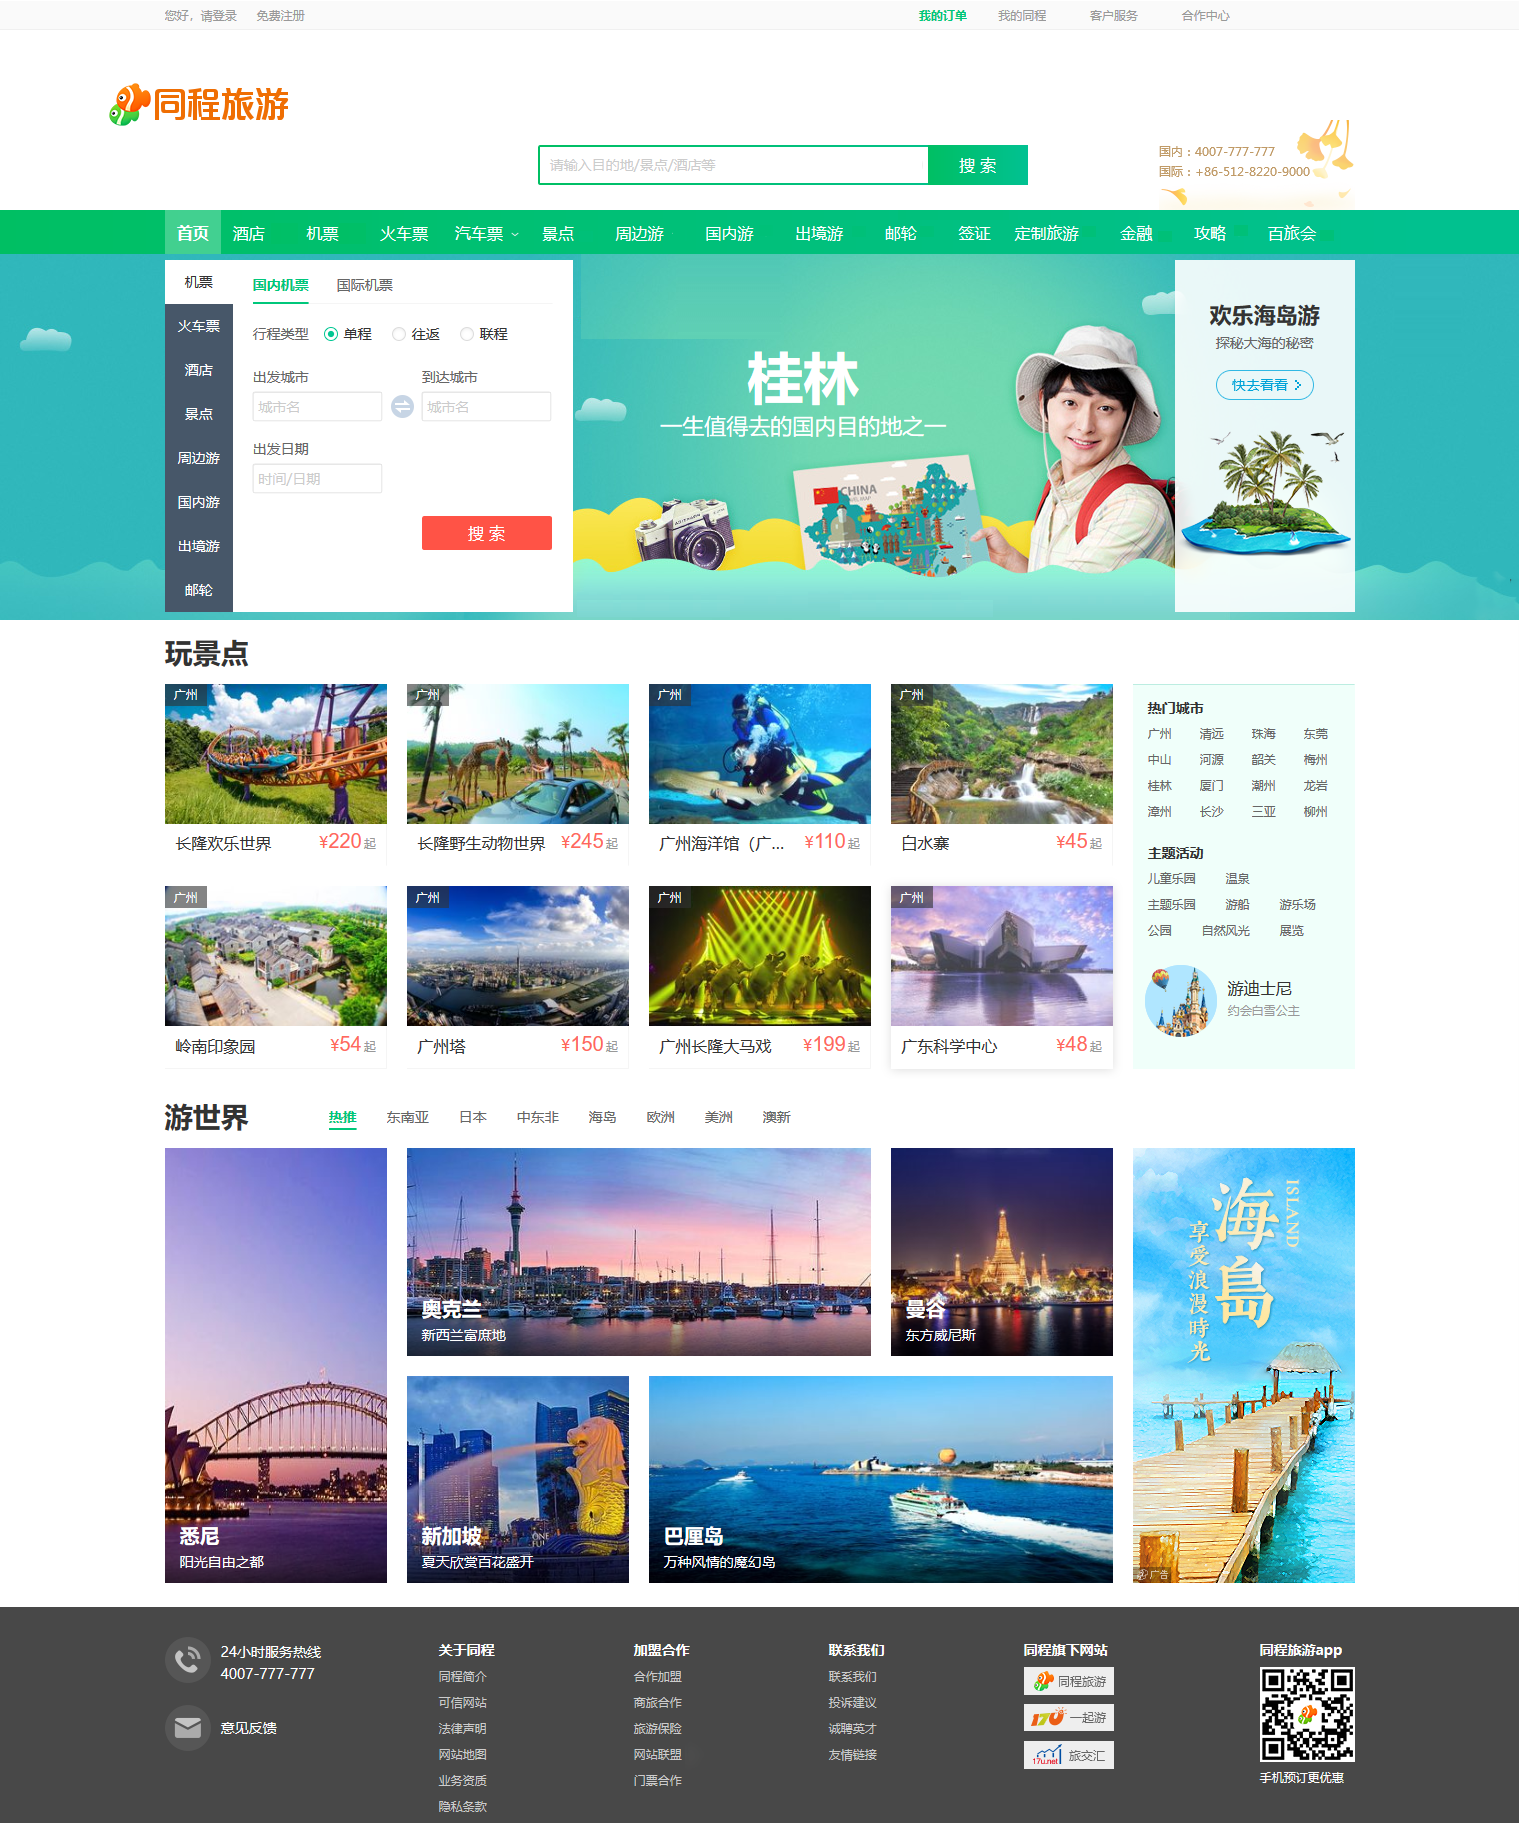 您好，请登录 免费注册 我的订单 我的同程 客户服务 合作中心
同程旅游
请输入目的地/景点/酒店等 搜 索
国内：4007-777-777
国际：+86-512-8220-9000
首页 酒店 机票 火车票 汽车票 景点 周边游 国内游 出境游 邮轮 签证 定制旅游 金融 攻略 百旅会
机票
火车票
酒店
景点
周边游
国内游
出境游
邮轮
国内机票 国际机票
行程类型 单程 往返 联程
出发城市 到达城市
城市名 城市名
出发日期
时间/日期
搜 索
桂林
一生值得去的国内目的地之一
CHINA
欢乐海岛游
探秘大海的秘密
快去看看
玩景点
广州
长隆欢乐世界 ¥220起
广州
长隆野生动物世界 ¥245起
广州
广州海洋馆（广... ¥110起
广州
白水寨 ¥45起
广州
岭南印象园 ¥54起
广州
广州塔 ¥150起
广州
广州长隆大马戏 ¥199起
广州
广东科学中心 ¥48起
热门城市
广州 清远 珠海 东莞
中山 河源 韶关 梅州
桂林 厦门 潮州 龙岩
漳州 长沙 三亚 柳州
主题活动
儿童乐园 温泉
主题乐园 游船 游乐场
公园 自然风光 展览
游迪士尼
约会白雪公主
游世界 热推 东南亚 日本 中东非 海岛 欧洲 美洲 澳新
悉尼
阳光自由之都
奥克兰
新西兰富庶地
曼谷
东方威尼斯
新加坡
夏天欣赏百花盛开
ONE
巴厘岛
万种风情的魔幻岛
海島
ISLAND
享受浪漫時光
广告
24小时服务热线
4007-777-777
意见反馈
关于同程
同程简介
可信网站
法律声明
网站地图
业务资质
隐私条款
加盟合作
合作加盟
商旅合作
旅游保险
网站联盟
门票合作
联系我们
联系我们
投诉建议
诚聘英才
友情链接
同程旗下网站
同程旅游
17U 一起游
17u.net 旅交汇
同程旅游app
手机预订更优惠